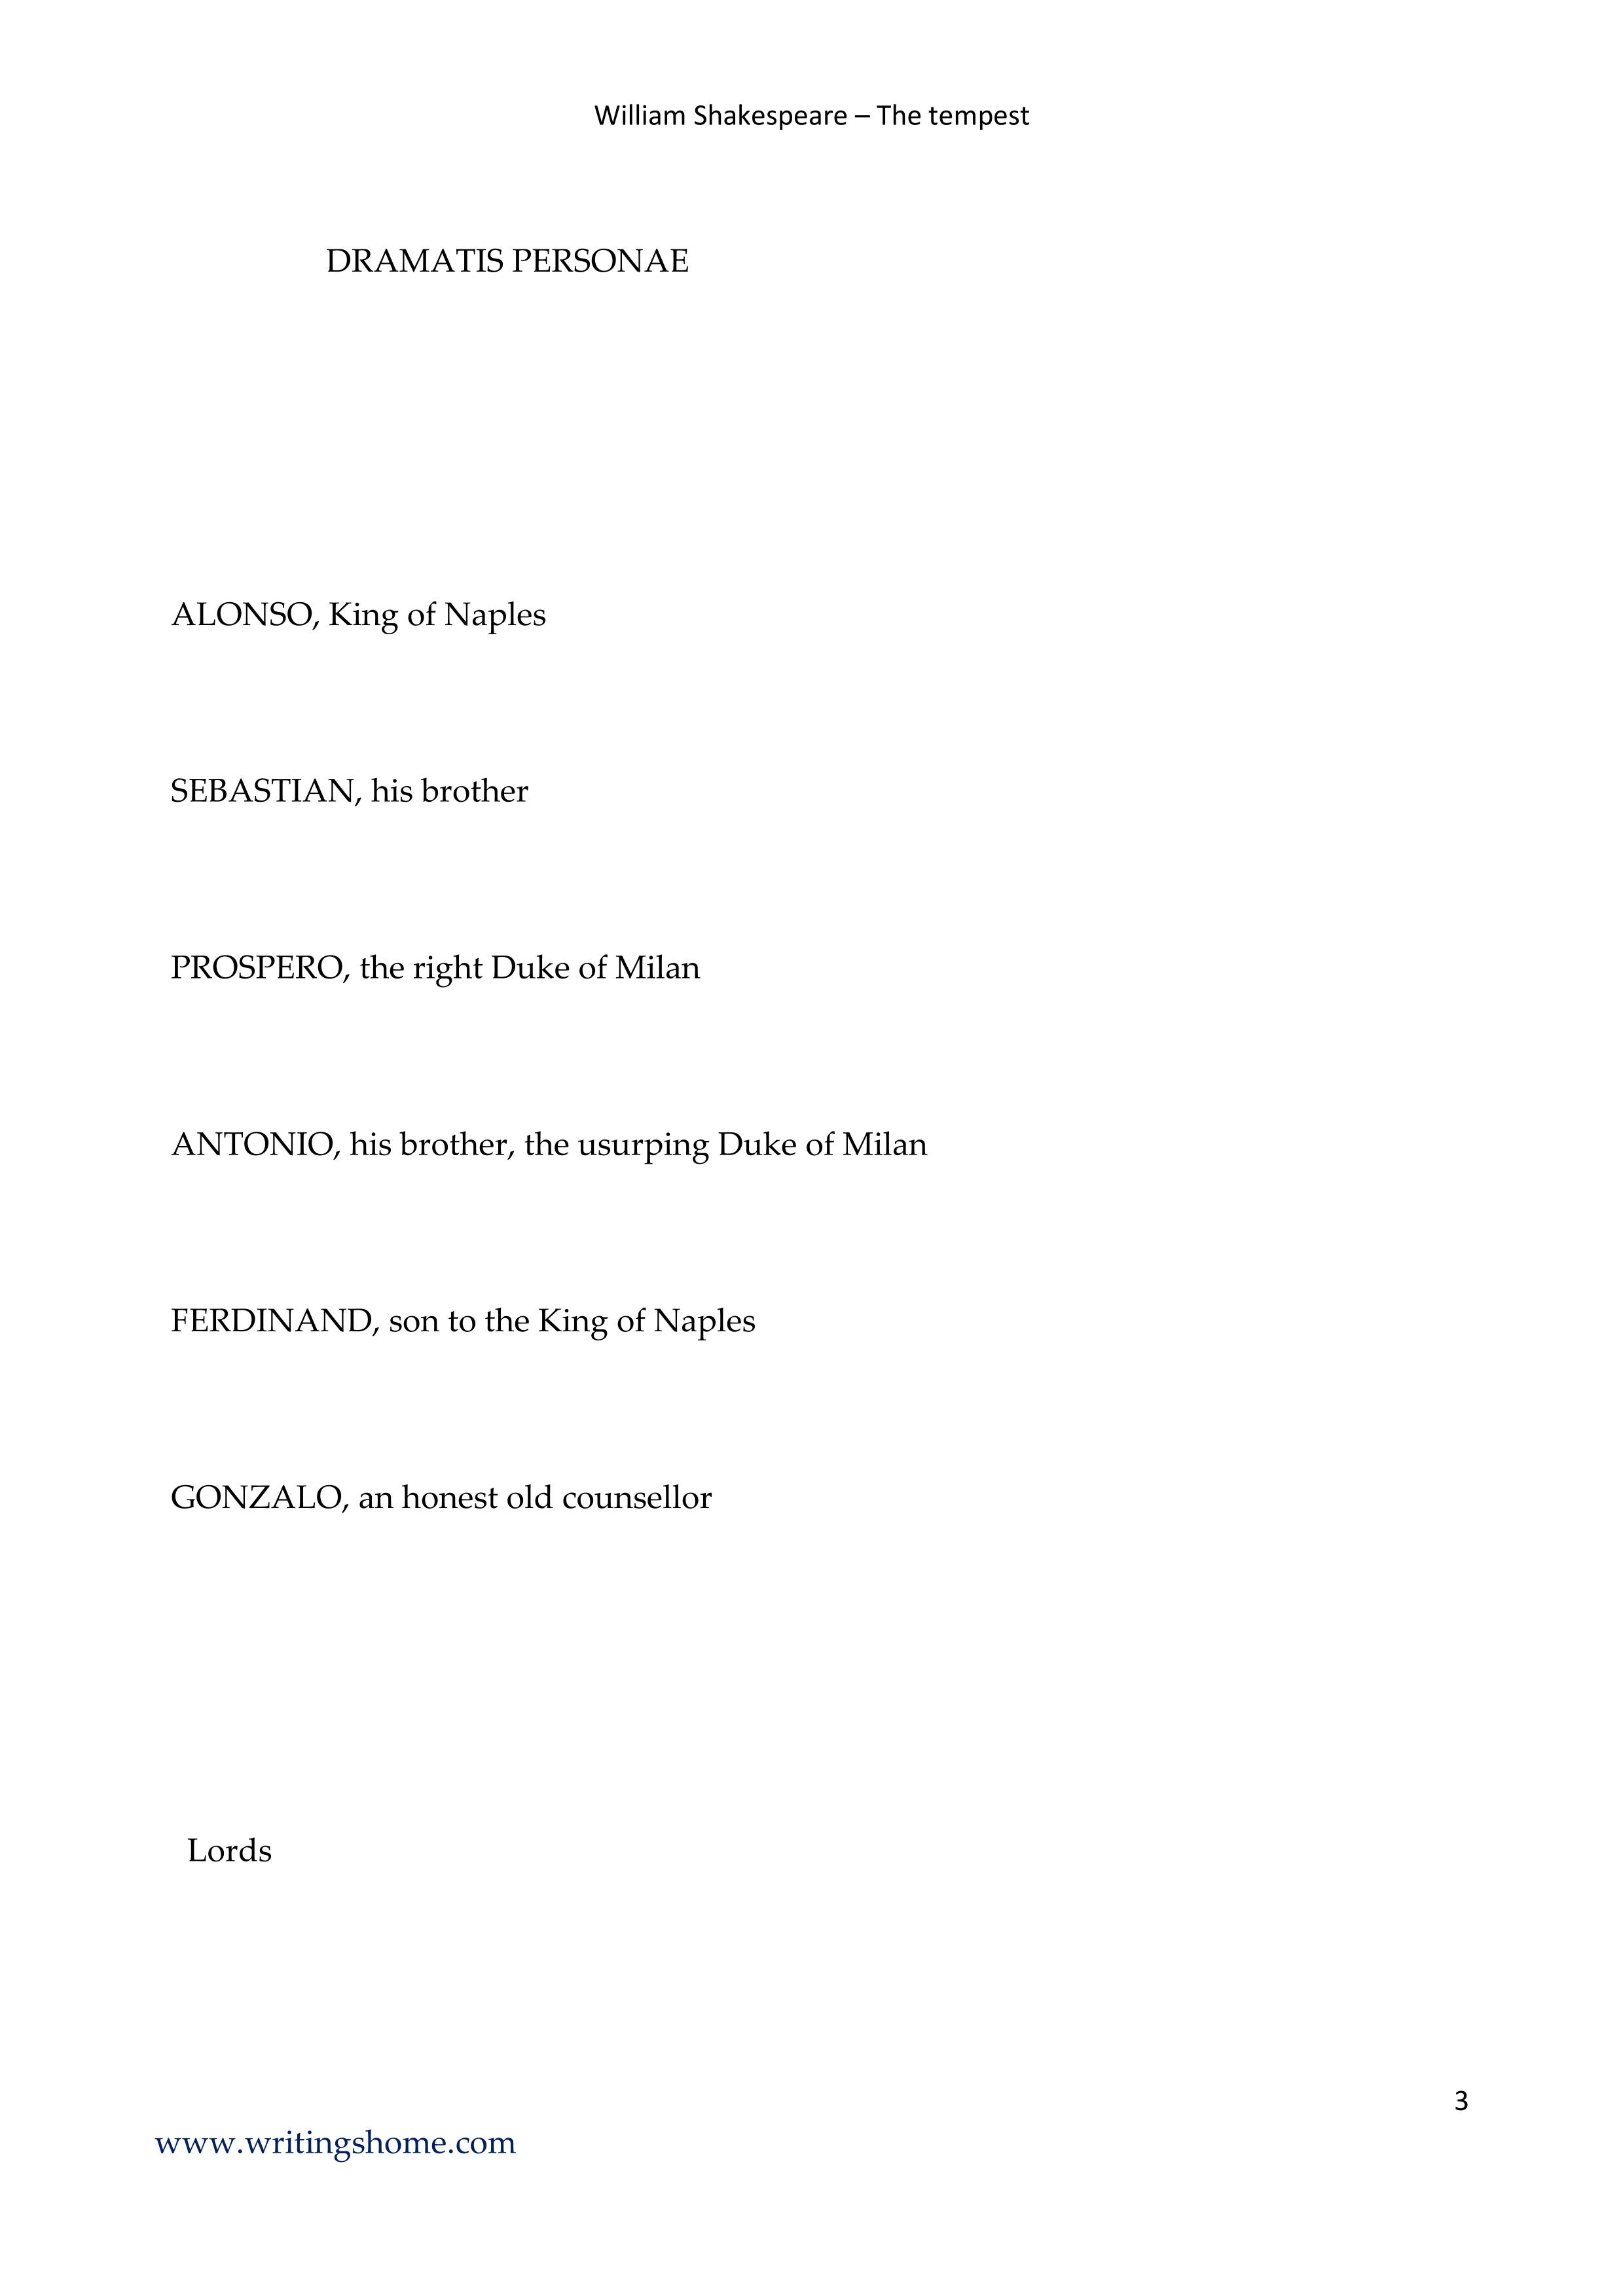 William Shakespeare – The tempest
DRAMATIS PERSONAE
ALONSO, King of Naples
SEBASTIAN, his brother
PROSPERO, the right Duke of Milan
ANTONIO, his brother, the usurping Duke of Milan
FERDINAND, son to the King of Naples
GONZALO, an honest old counsellor
Lords
3
www.writingshome.com